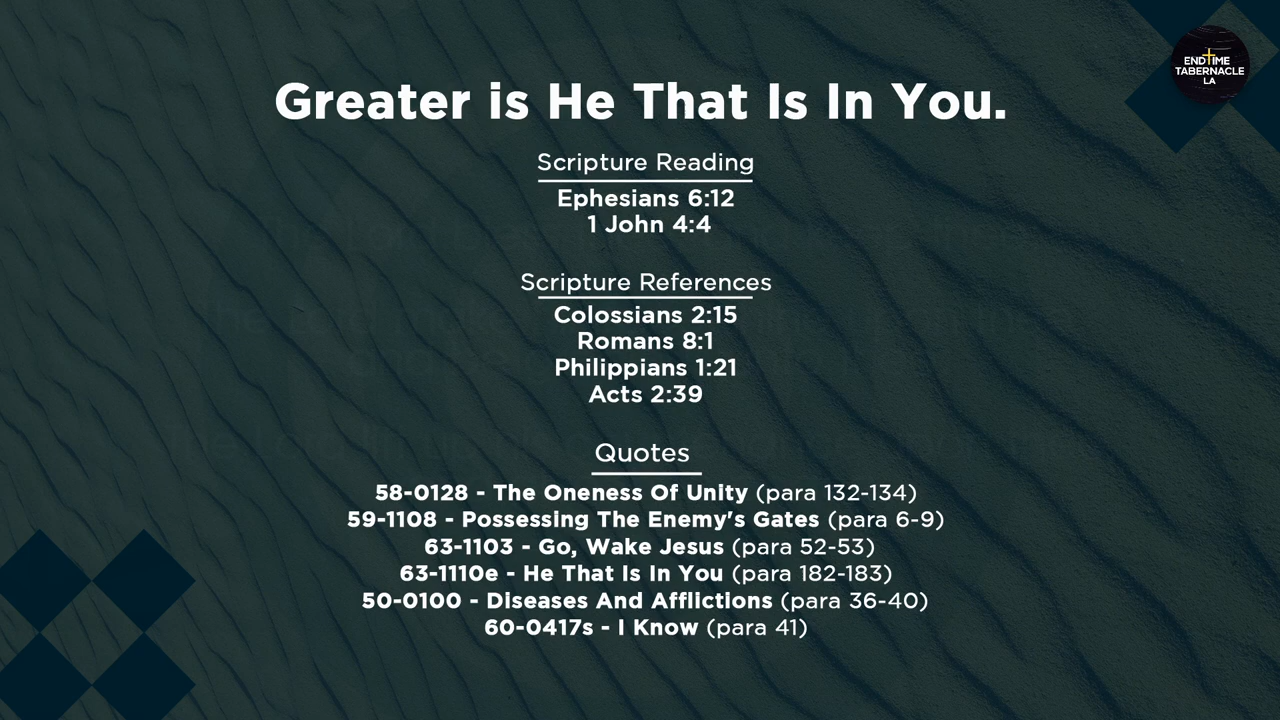 END TIME
TABERNACLE
LA
Greater is He That Is In You.
Scripture Reading
Ephesians 6:12
1 John 4:4
Scripture References
Colossians 2:15
Romans 8:1
Philippians 1:21
Acts 2:39
Quotes
58-0128 - The Oneness Of Unity (para 132-134)
59-1108 - Possessing The Enemy's Gates (para 6-9)
63-1103 - Go, Wake Jesus (para 52-53)
63-1110e - He That Is In You (para 182-183)
50-0100 - Diseases And Afflictions (para 36-40)
60-0417s - I Know (para 41)